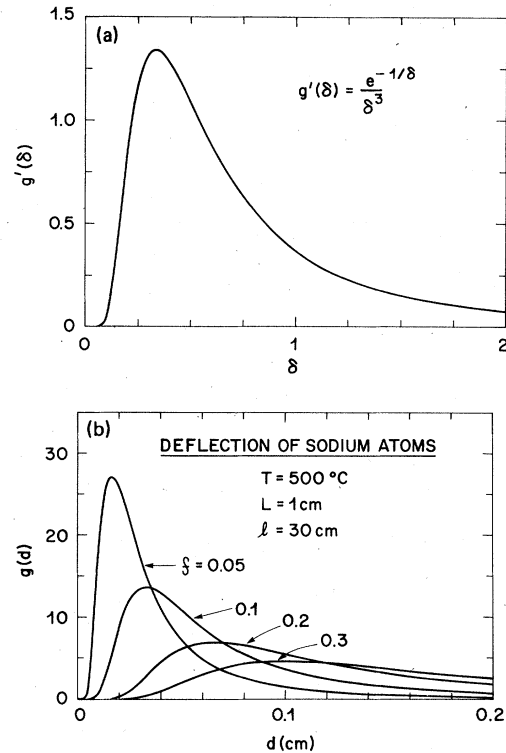 (a)
1.5
1.0
0.5
0
g'(δ)
g'(δ) = e^{-1/δ} / δ^3
0
1
2
δ
(b)
DEFLECTION OF SODIUM ATOMS
T = 500 °C
L = 1 cm
ℓ = 30 cm
30
20
10
0
g(d)
= 0.05
0.1
0.2
0.3
0
0.1
0.2
d (cm)